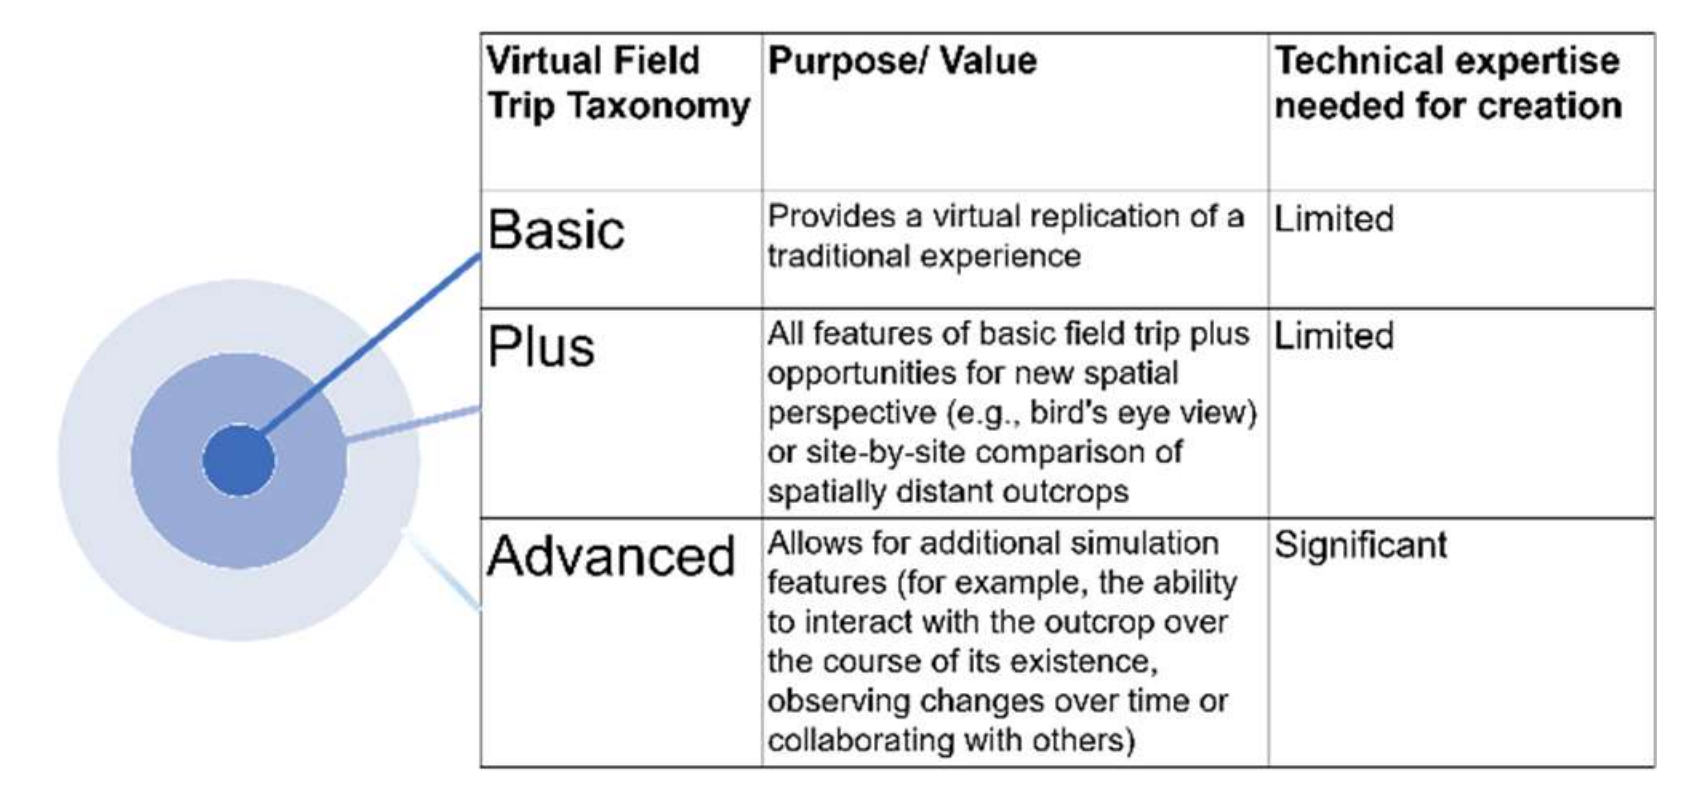 Virtual Field
Trip Taxonomy
Purpose/ Value
Technical expertise
needed for creation
Basic
Provides a virtual replication of a
traditional experience
Limited
Plus
All features of basic field trip plus
opportunities for new spatial
perspective (e.g., bird's eye view)
or site-by-site comparison of
spatially distant outcrops
Limited
Advanced
Allows for additional simulation
features (for example, the ability
to interact with the outcrop over
the course of its existence,
observing changes over time or
collaborating with others)
Significant